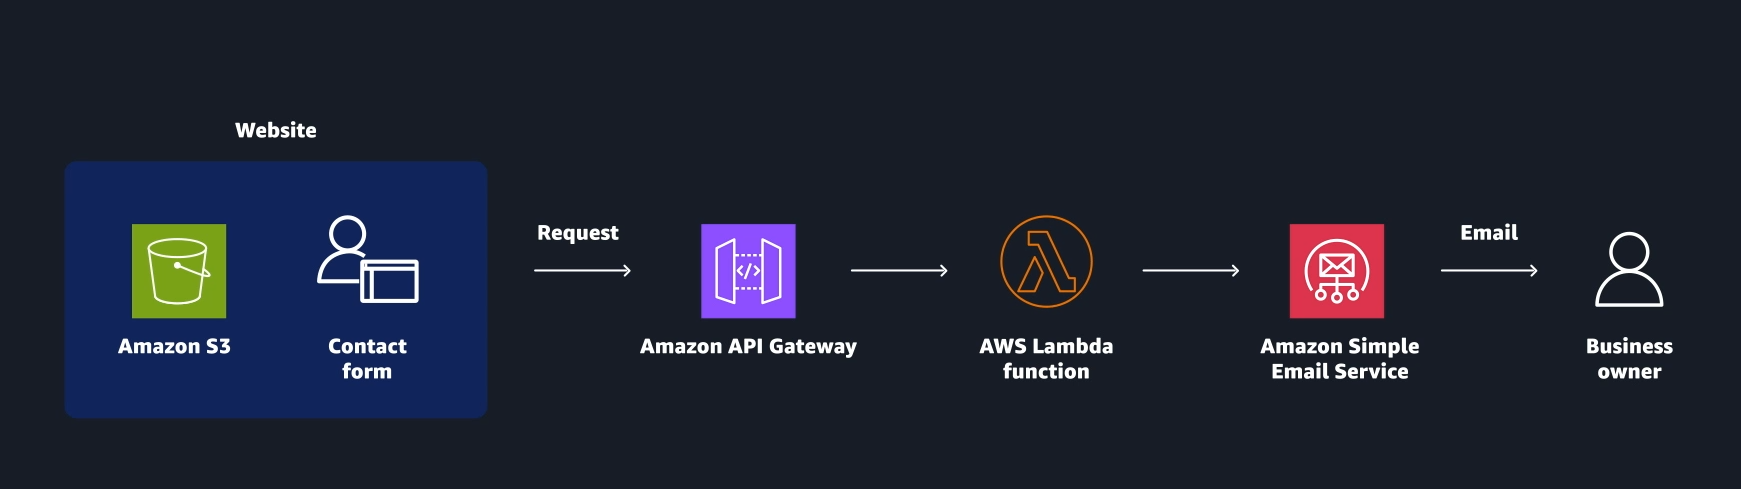 Website
Request
Email
Amazon S3
Contact
form
Amazon API Gateway
</>
AWS Lambda
function
Amazon Simple
Email Service
Business
owner